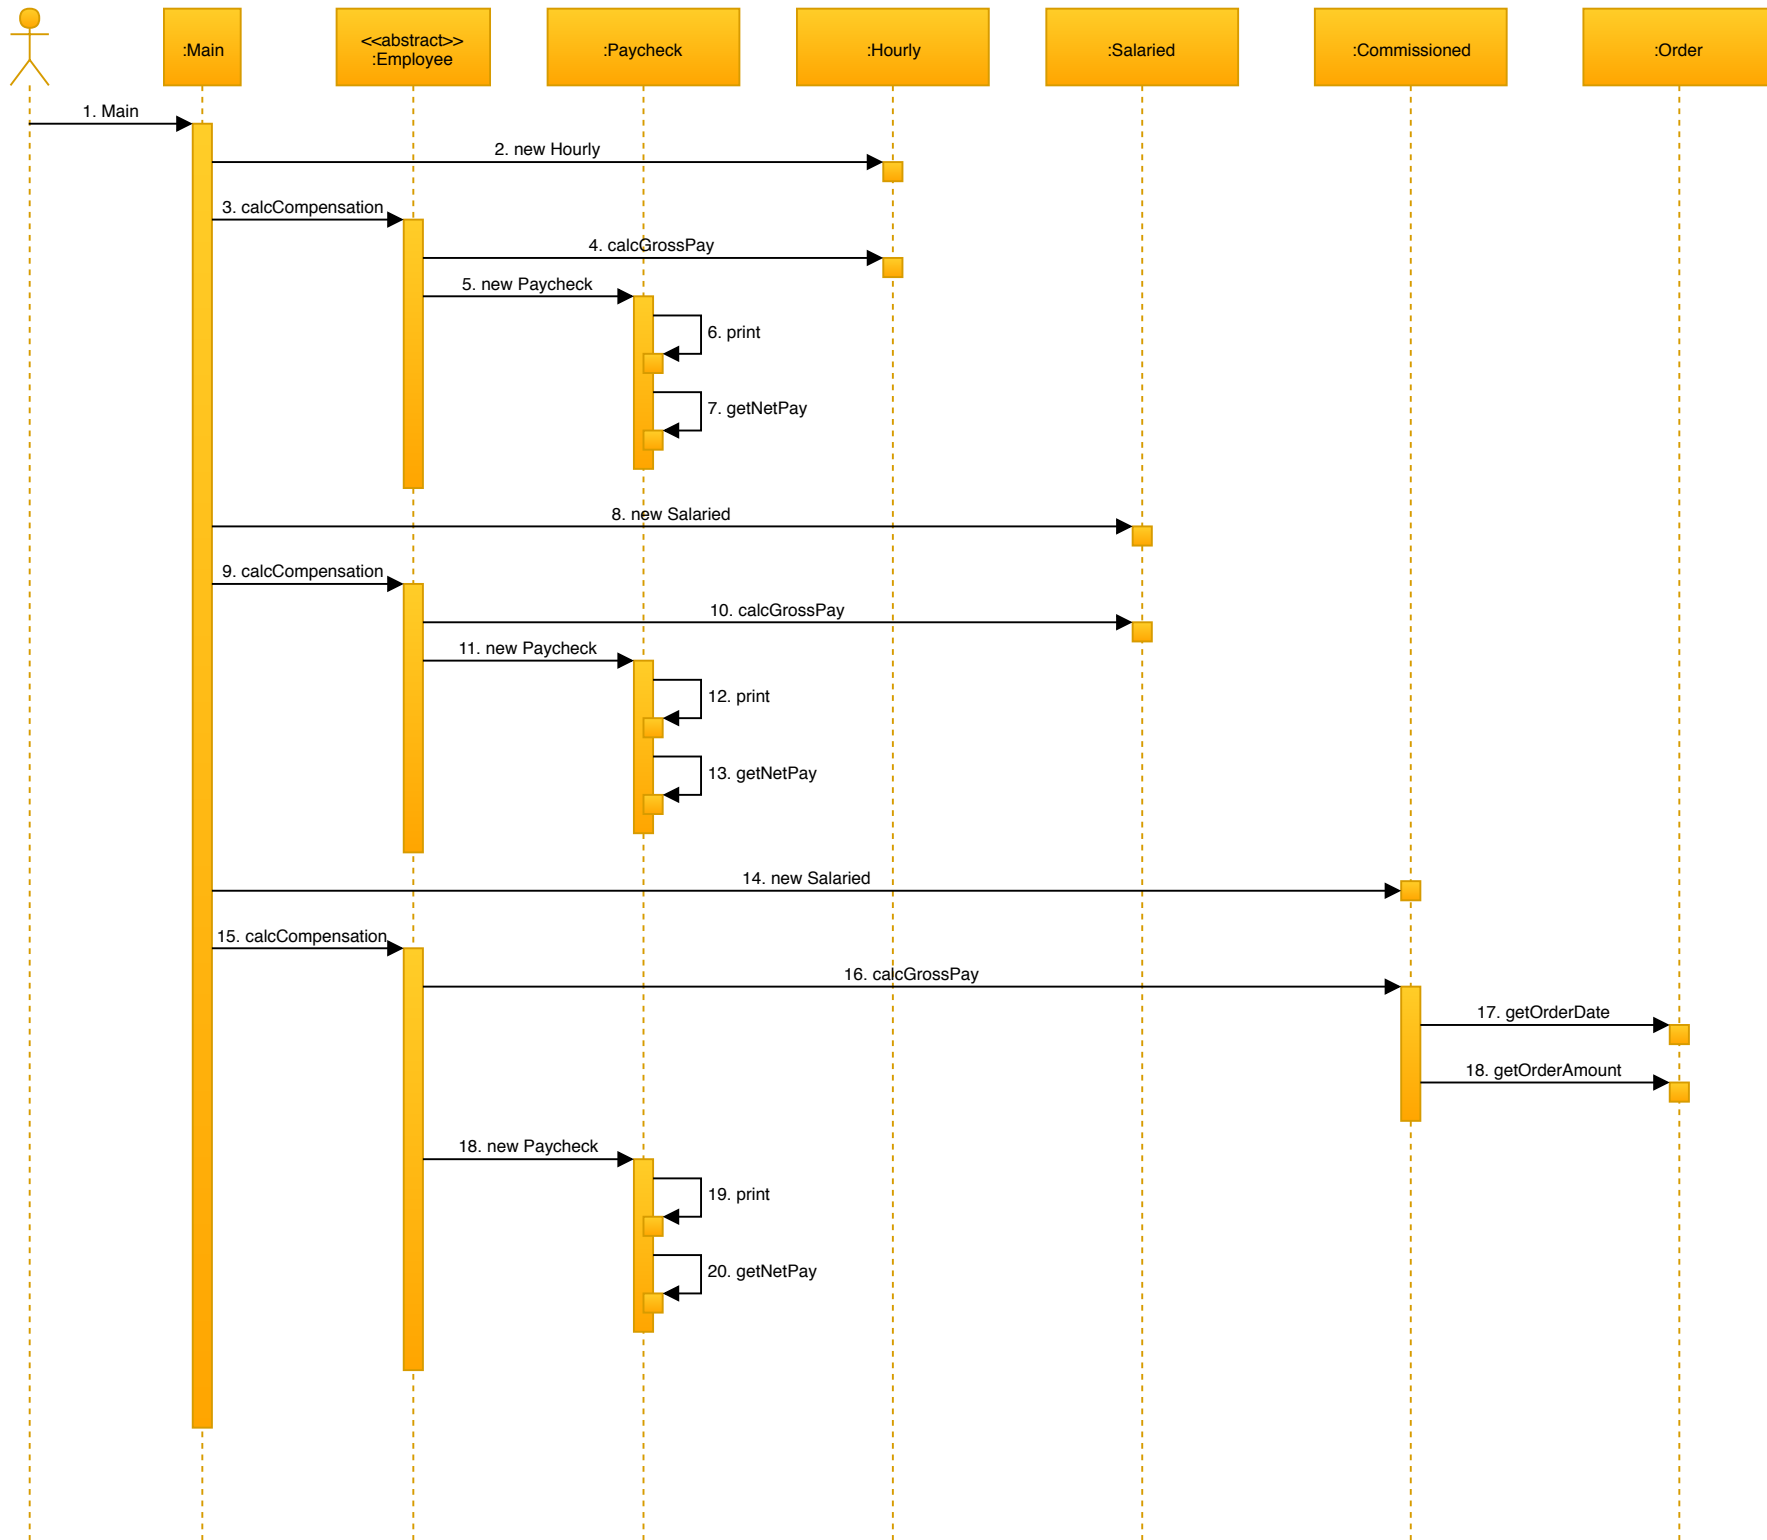 :Main
<<abstract>>
:Employee
:Paycheck
:Hourly
:Salaried
:Commissioned
:Order
1. Main
2. new Hourly
3. calcCompensation
4. calcGrossPay
5. new Paycheck
6. print
7. getNetPay
8. new Salaried
9. calcCompensation
10. calcGrossPay
11. new Paycheck
12. print
13. getNetPay
14. new Salaried
15. calcCompensation
16. calcGrossPay
17. getOrderDate
18. getOrderAmount
18. new Paycheck
19. print
20. getNetPay